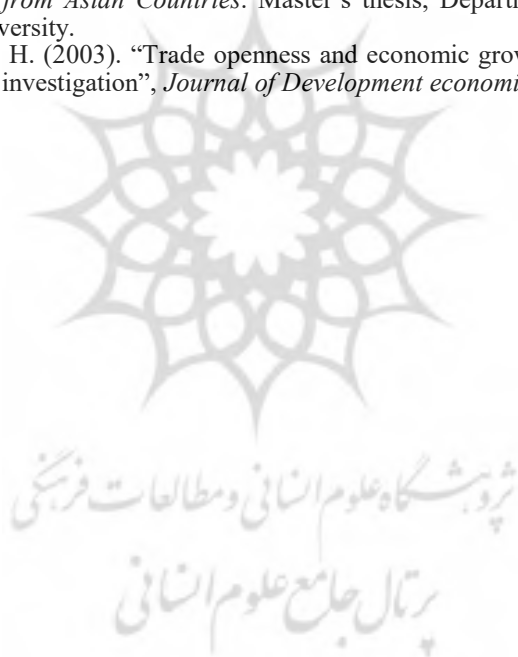 from Asian Countries. Master's thesis, Departm
versity.
H. (2003). "Trade openness and economic grow
investigation", Journal of Development economi
پژوهشگاه علوم انسانی و مطالعات فرهنگی
پرتال جامع علوم انسانی